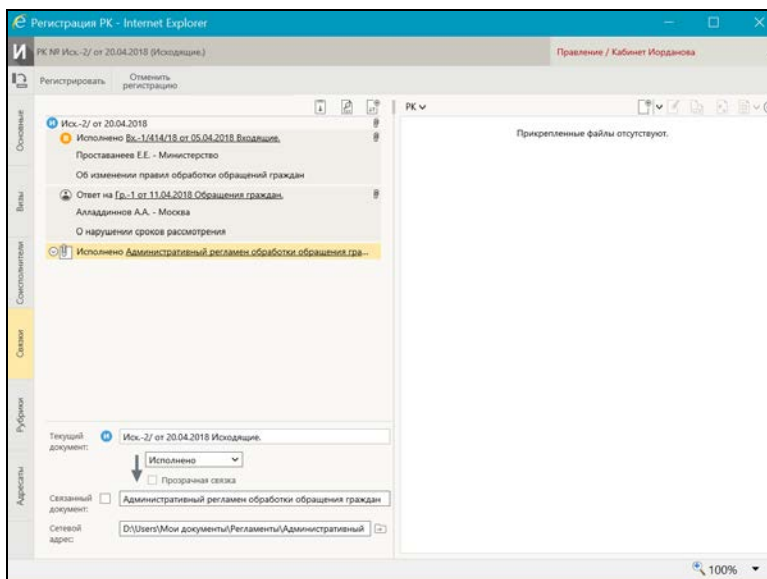 Регистрация РК - Internet Explorer
И РК № Исх.-2/ от 20.04.2018 (Исходящие.) Правление / Кабинет Иорданова
Регистрировать Отменить
регистрацию
Основные
Визы
Соисполнители
Связки
Рубрики
Адресаты
И Исх.-2/ от 20.04.2018
В Исполнено Вх.-1/414/18 от 05.04.2018 Входящие.
Проставанеев Е.Е. - Министерство
Об изменении правил обработки обращений граждан
Ответ на Гр.-1 от 11.04.2018 Обращения граждан.
Алладдиннов А.А. - Москва
О нарушении сроков рассмотрения
Исполнено Административный регламен обработки обращения гра...
РК
Прикрепленные файлы отсутствуют.
Текущий
документ:
И Исх.-2/ от 20.04.2018 Исходящие.
Исполнено
Прозрачная связка
Связанный
документ:
Административный регламен обработки обращения граждан
Сетевой
адрес:
D:\Users\Мои документы\Регламенты\Административный
100%